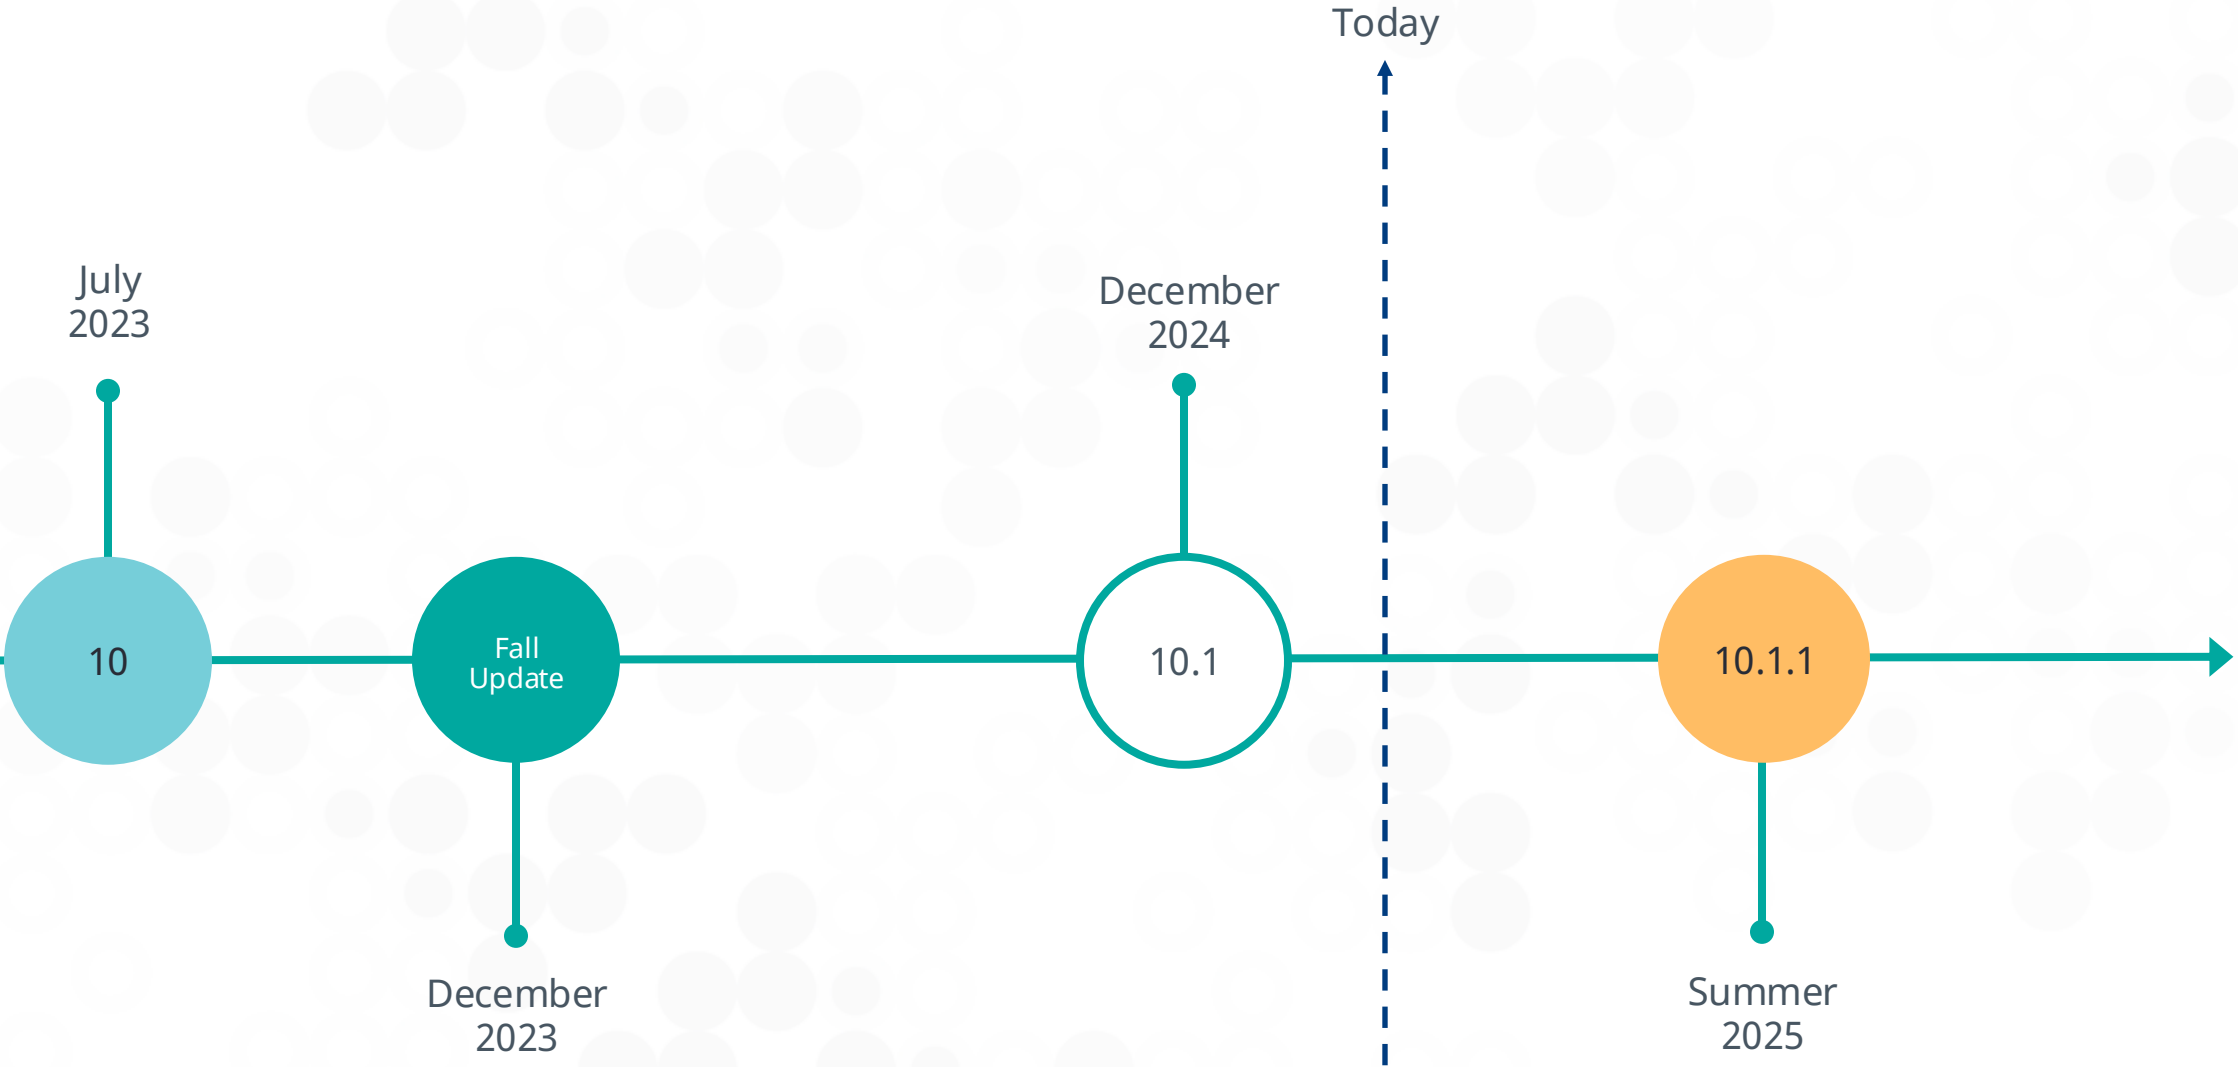 Today
July
2023
December
2024
10
Fall
Update
10.1
10.1.1
December
2023
Summer
2025